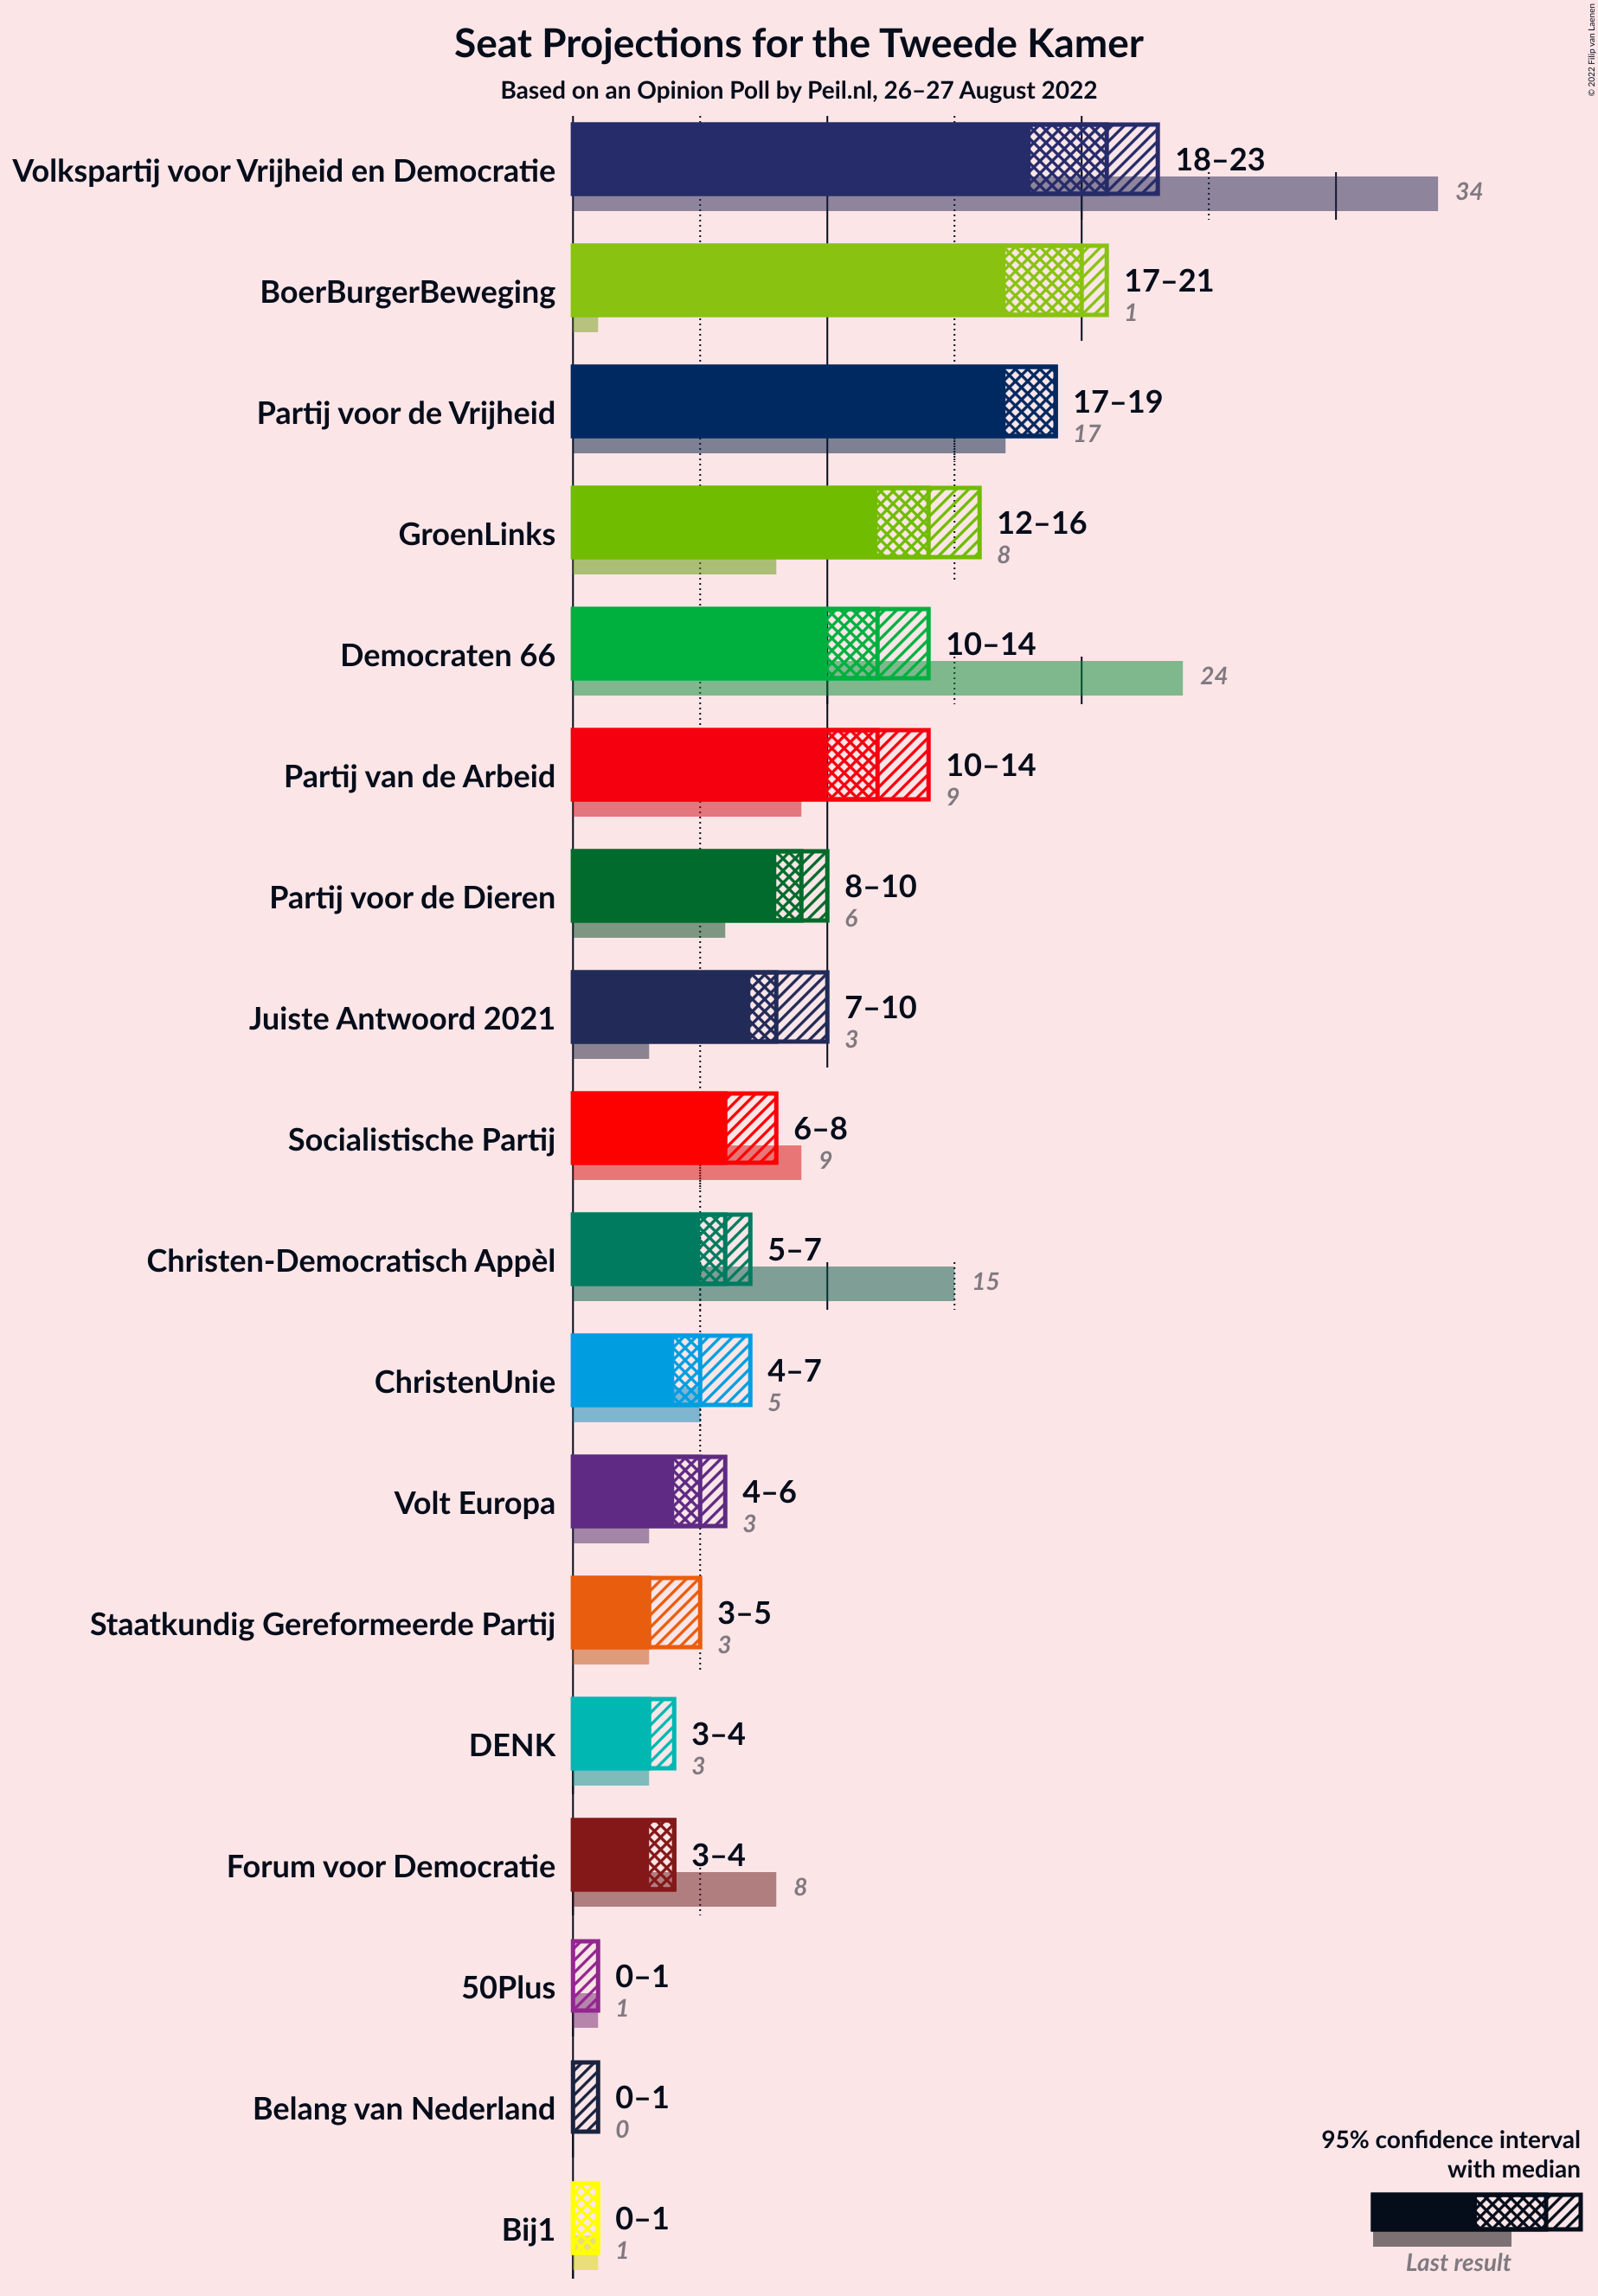 © 2022 Filip van Laenen
Seat Projections for the Tweede Kamer
Based on an Opinion Poll by Peil.nl, 26–27 August 2022
Volkspartij voor Vrijheid en Democratie
18–23
34
BoerBurgerBeweging
17–21
1
Partij voor de Vrijheid
17–19
17
GroenLinks
12–16
8
Democraten 66
10–14
24
Partij van de Arbeid
10–14
9
Partij voor de Dieren
8–10
6
Juiste Antwoord 2021
7–10
3
Socialistische Partij
6–8
9
Christen-Democratisch Appèl
5–7
15
ChristenUnie
4–7
5
Volt Europa
4–6
3
Staatkundig Gereformeerde Partij
3–5
3
DENK
3–4
3
Forum voor Democratie
3–4
8
50Plus
0–1
1
Belang van Nederland
0–1
0
Bij1
0–1
1
95% confidence interval
with median
Last result